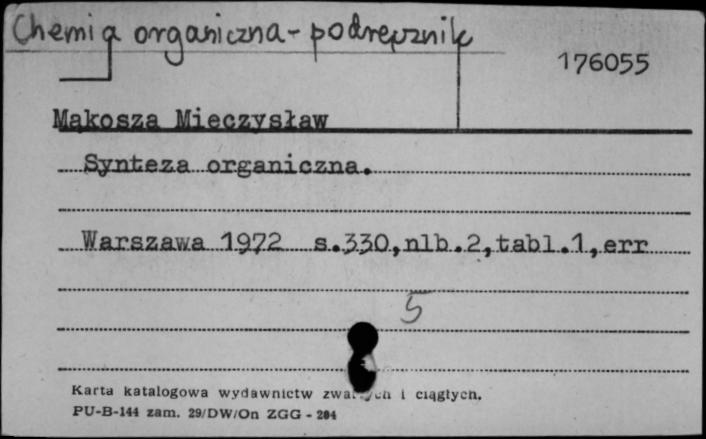 Chemia organiczna - podręcznik
176055
Mąkosza Mieczysław
Synteza organiczna.
Warszawa 1972 s.330,nlb.2,tabl.1,err
5
Karta katalogowa wydawnictw i ciągłych.
PU-B-144 zam. 29/DW/On ZGG - 204